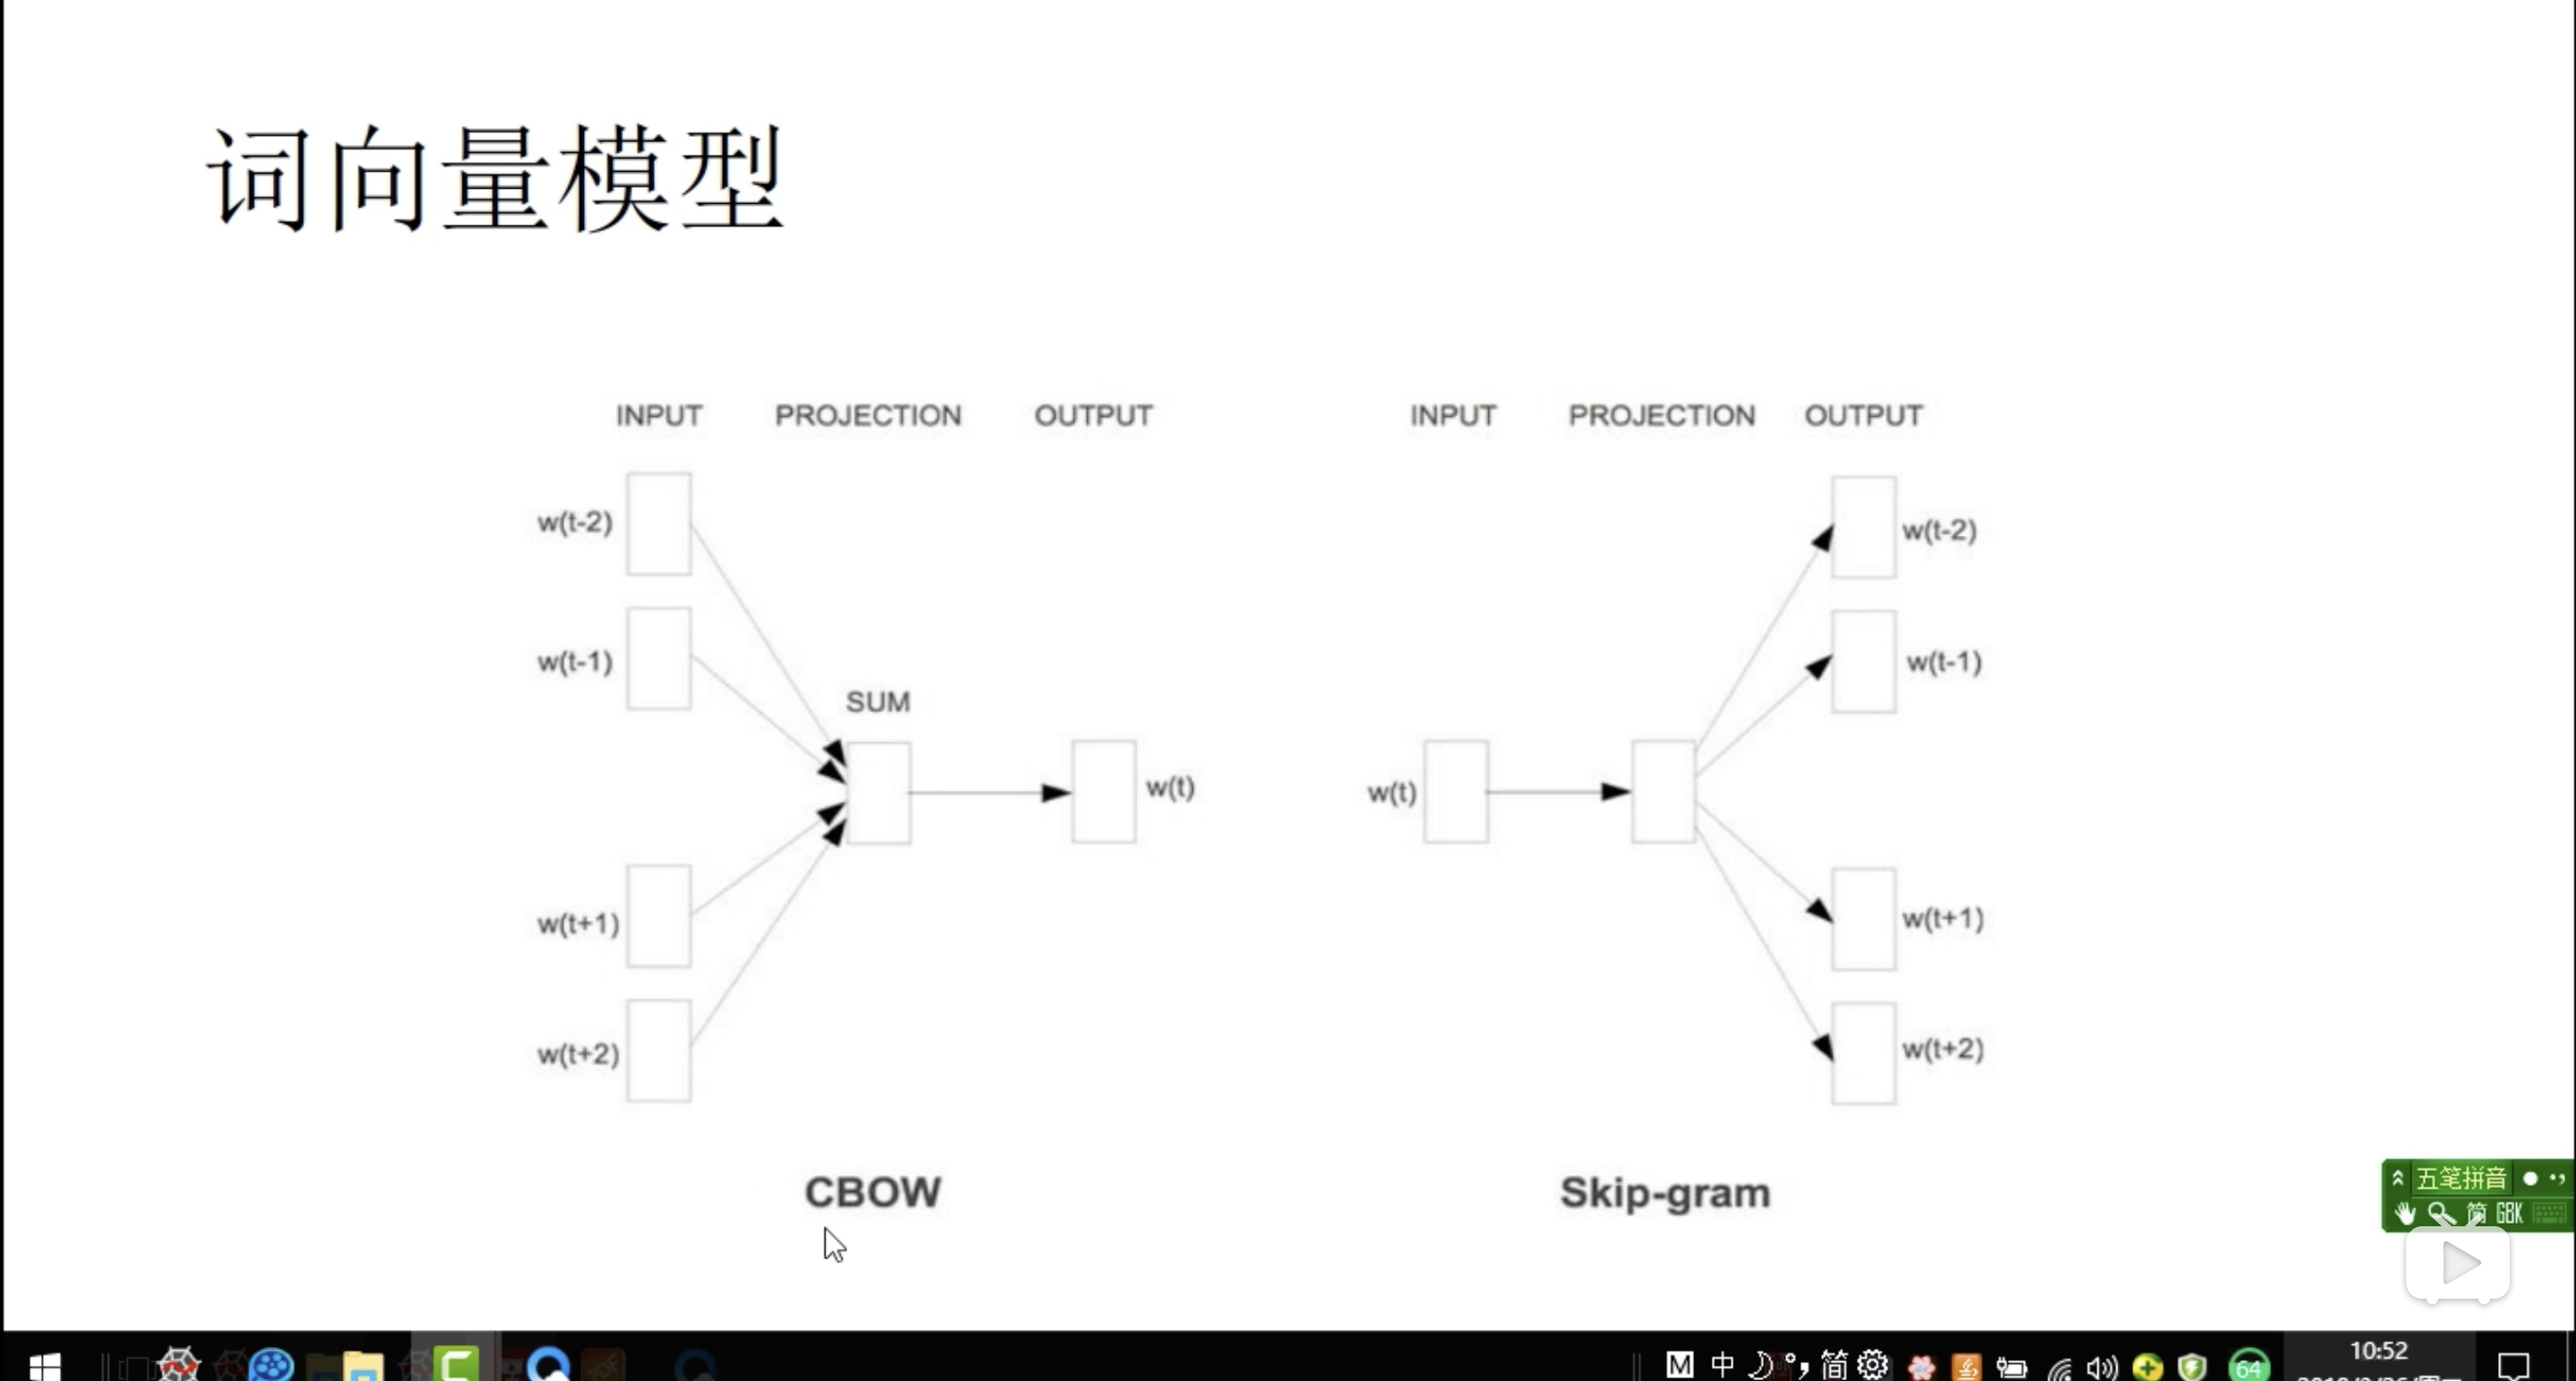 词向量模型
INPUT PROJECTION OUTPUT
w(t-2)
w(t-1)
SUM
w(t)
w(t+1)
w(t+2)
CBOW
INPUT PROJECTION OUTPUT
w(t-2)
w(t-1)
w(t)
w(t+1)
w(t+2)
Skip-gram
五笔拼音
简 GBK
M 中 简
64
10:52